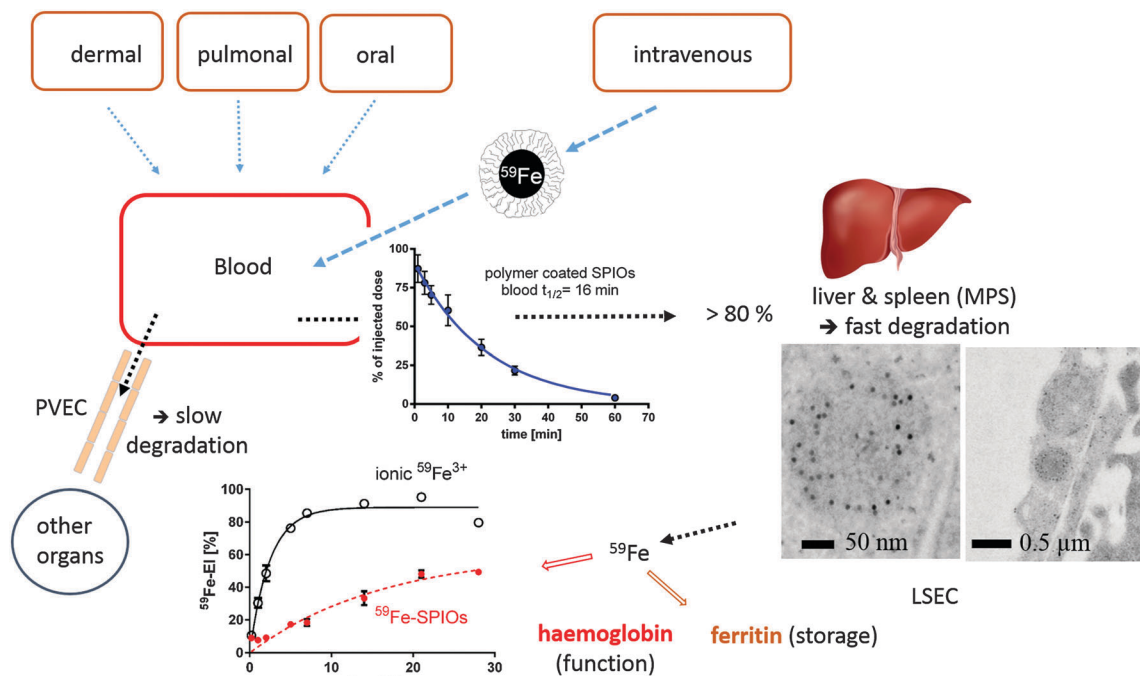 dermal
pulmonal
oral
intravenous
⁵⁹Fe
Blood
100
75
50
25
0
% of injected dose
0 10 20 30 40 50 60 70
time [min]
polymer coated SPIOs
blood t1/2= 16 min
> 80 %
liver & spleen (MPS)
➔ fast degradation
PVEC
➔ slow
degradation
other
organs
50 nm
0.5 µm
LSEC
ionic ⁵⁹Fe³⁺
100
80
60
40
20
0
⁵⁹Fe-EI [%]
0 10 20 30
⁵⁹Fe-SPIOs
⁵⁹Fe
haemoglobin
(function)
ferritin (storage)